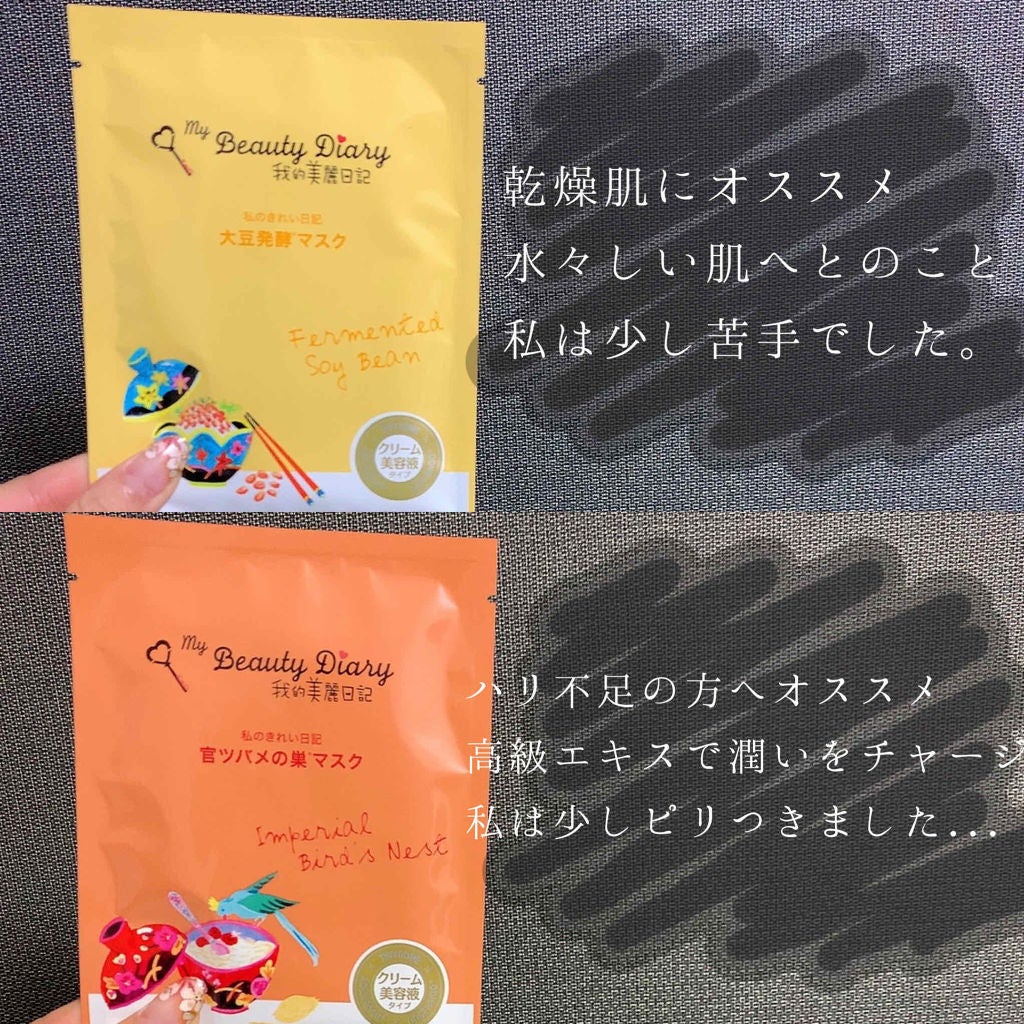 My
Beauty Diary
我的美麗日記
私のきれい日記
大豆発酵*マスク
Fermented
Soy Bean
クリーム
美容液
タイプ
乾燥肌にオススメ
水々しい肌へとのこと
私は少し苦手でした。
My
Beauty Diary
我的美麗日記
私のきれい日記
官ツバメの巣*マスク
Imperial
Bird's Nest
クリーム
美容液
タイプ
ハリ不足の方へオススメ
高級エキスで潤いをチャージ
私は少しピリつきました...